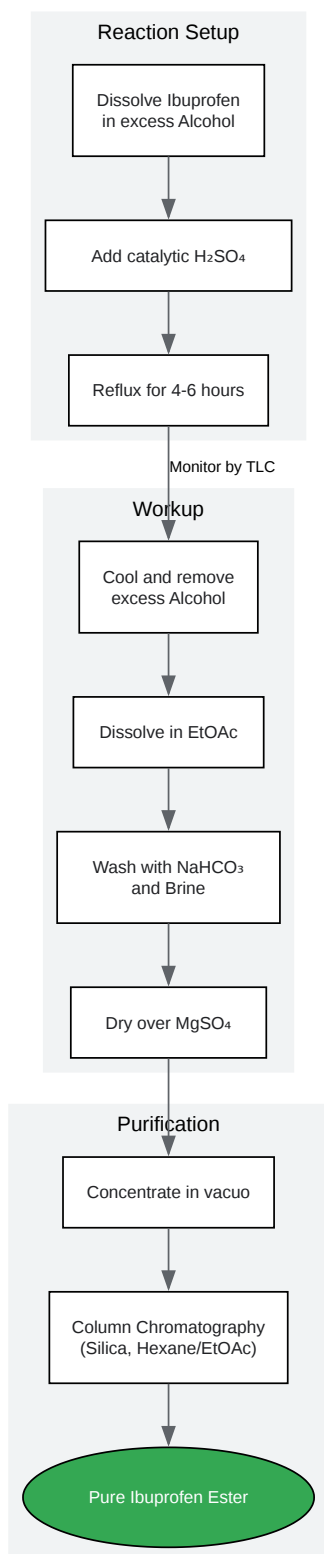 Reaction Setup
Dissolve Ibuprofen
in excess Alcohol
Add catalytic H₂SO₄
Reflux for 4-6 hours
Monitor by TLC
Workup
Cool and remove
excess Alcohol
Dissolve in EtOAc
Wash with NaHCO₃
and Brine
Dry over MgSO₄
Purification
Concentrate in vacuo
Column Chromatography
(Silica, Hexane/EtOAc)
Pure Ibuprofen Ester